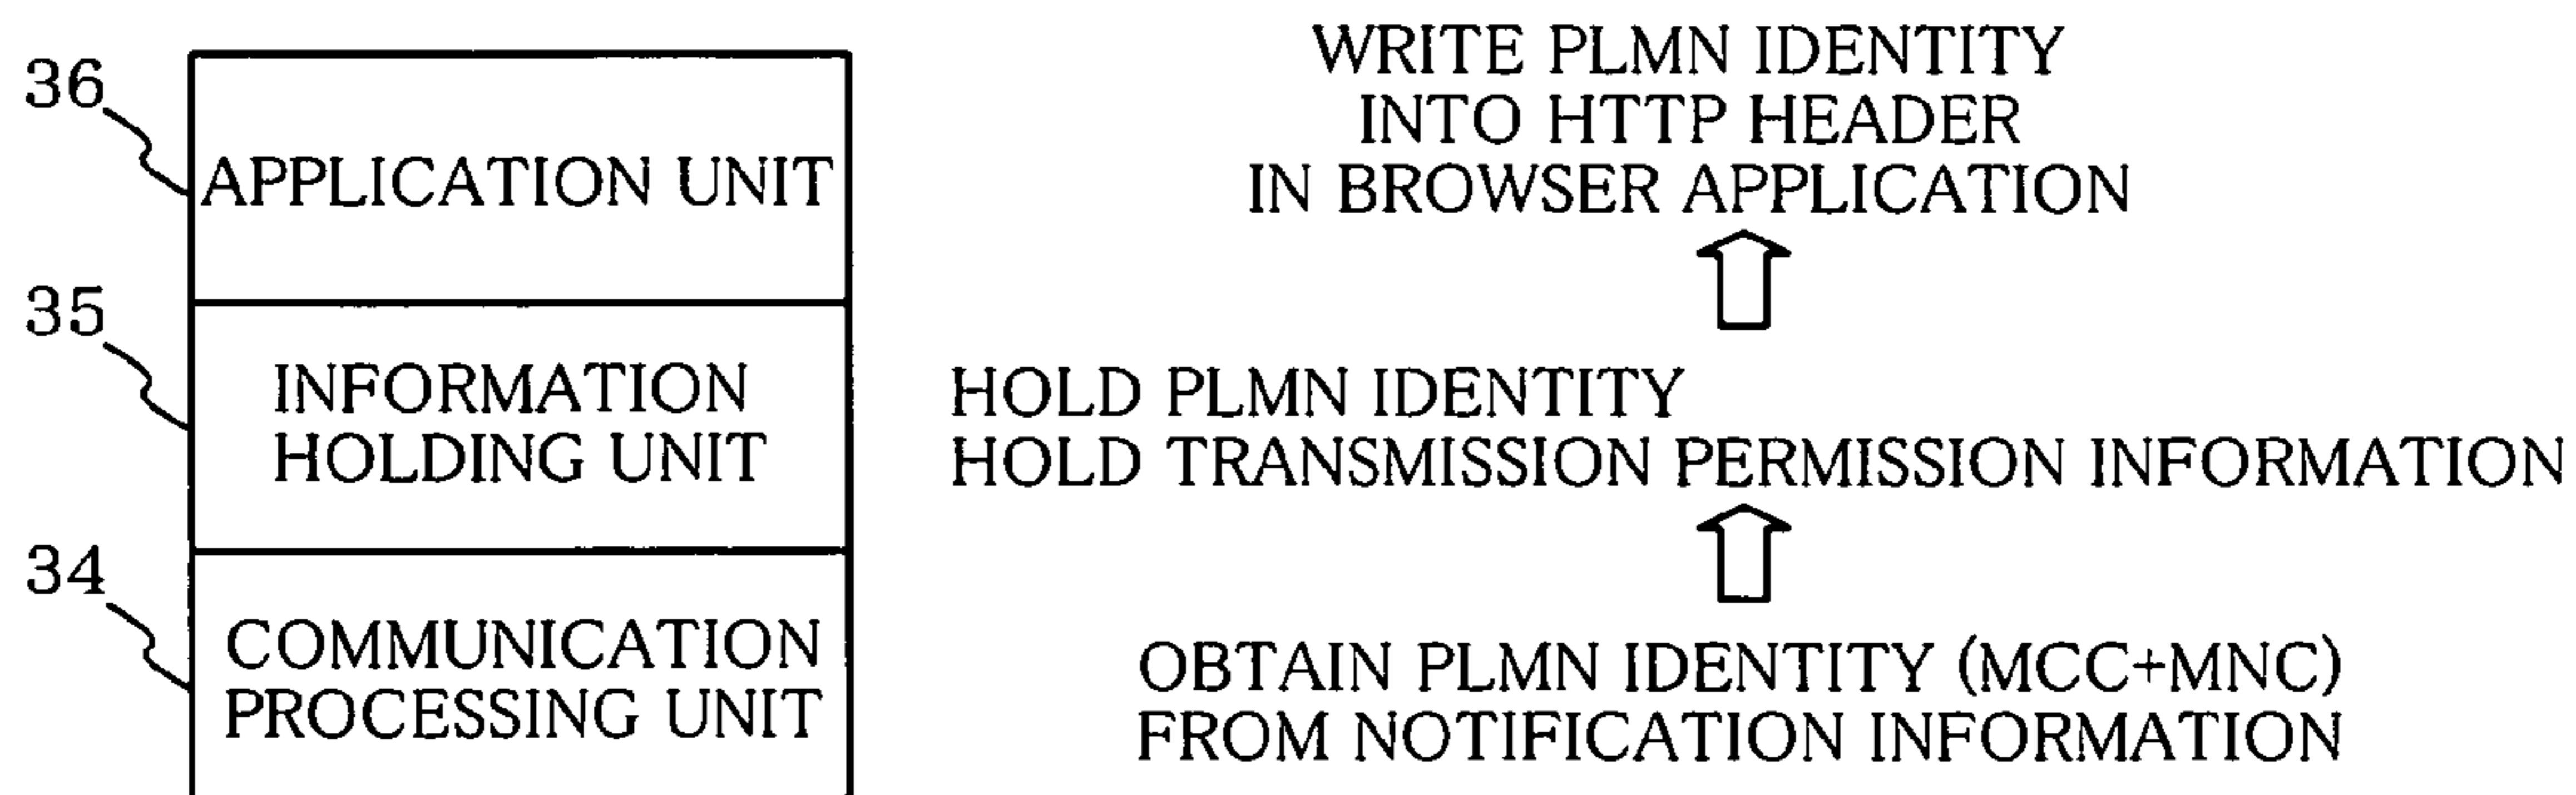 36
APPLICATION UNIT
WRITE PLMN IDENTITY
INTO HTTP HEADER
IN BROWSER APPLICATION
35
INFORMATION
HOLDING UNIT
HOLD PLMN IDENTITY
HOLD TRANSMISSION PERMISSION INFORMATION
34
COMMUNICATION
PROCESSING UNIT
OBTAIN PLMN IDENTITY (MCC+MNC)
FROM NOTIFICATION INFORMATION